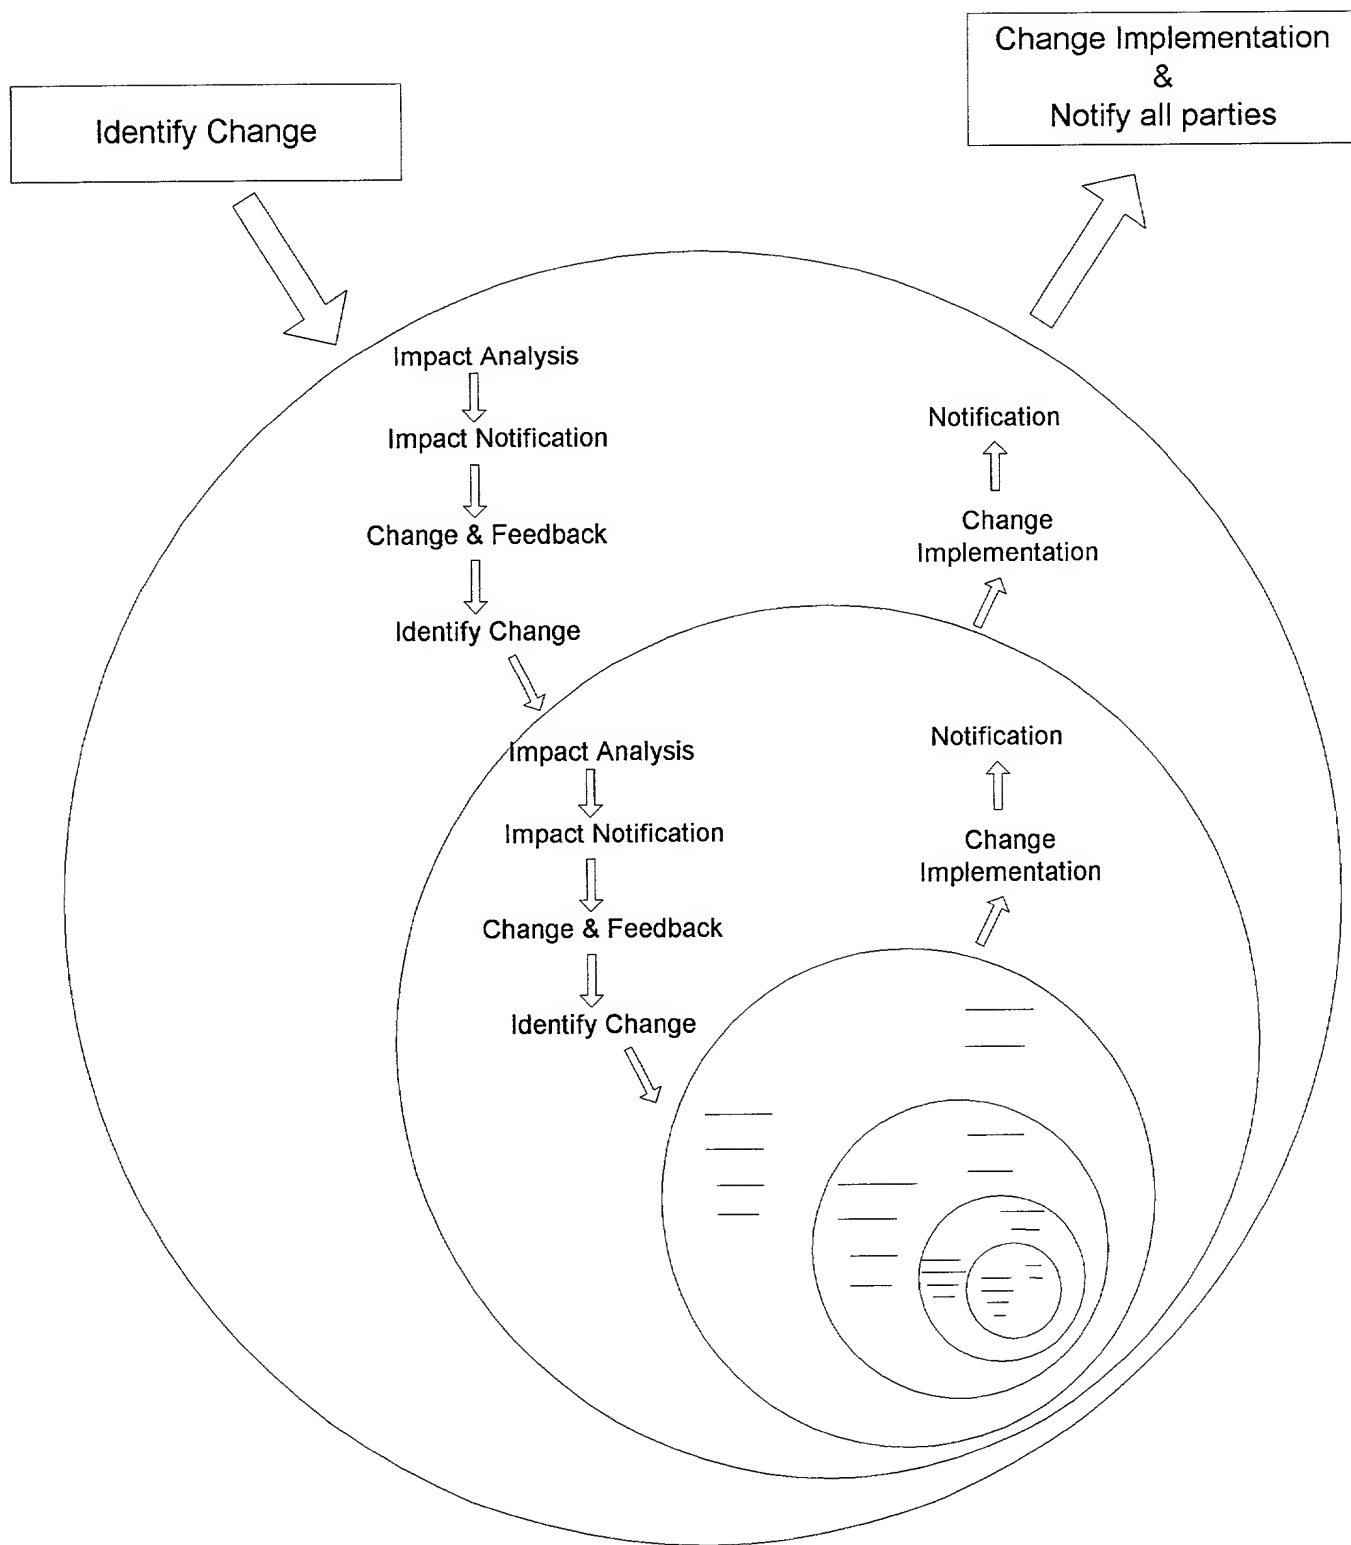 Identify Change
Change Implementation
&
Notify all parties
Impact Analysis
Impact Notification
Change & Feedback
Identify Change
Notification
Change
Implementation
Impact Analysis
Impact Notification
Change & Feedback
Identify Change
Notification
Change
Implementation